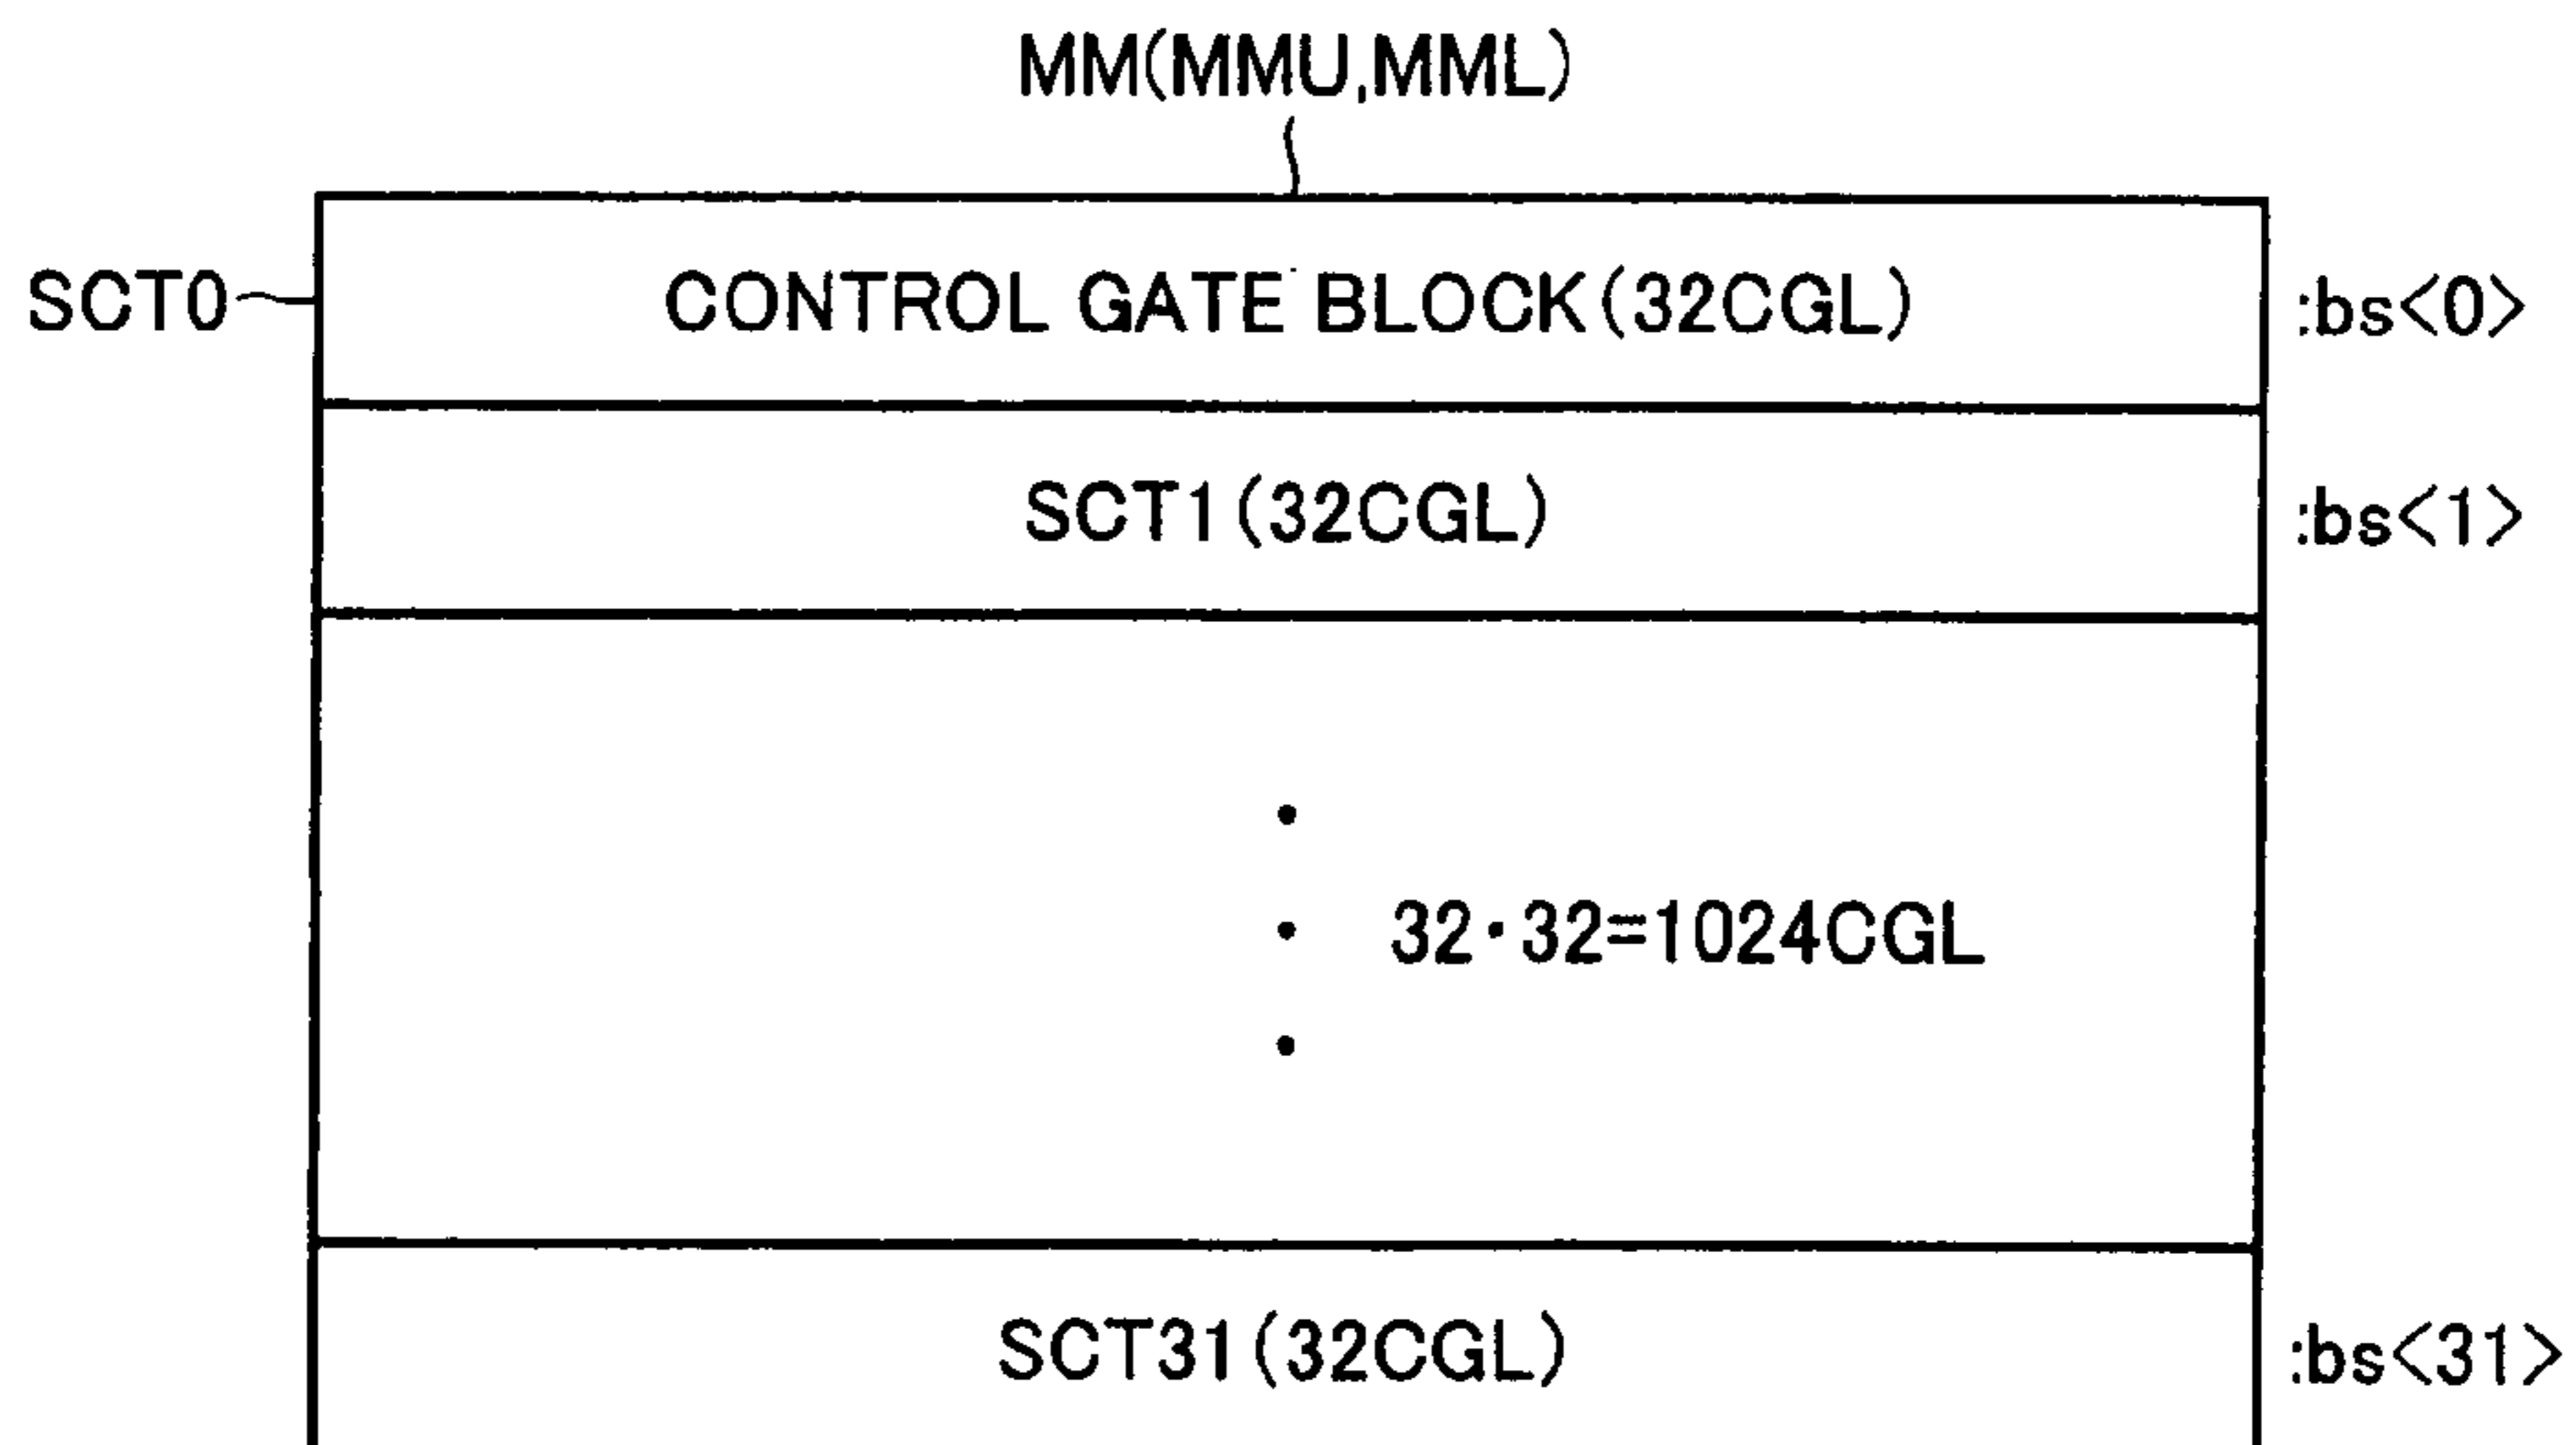 MM(MMU,MML)
SCT0 CONTROL GATE BLOCK(32CGL) :bs<0>
SCT1(32CGL) :bs<1>
32·32=1024CGL
SCT31(32CGL) :bs<31>